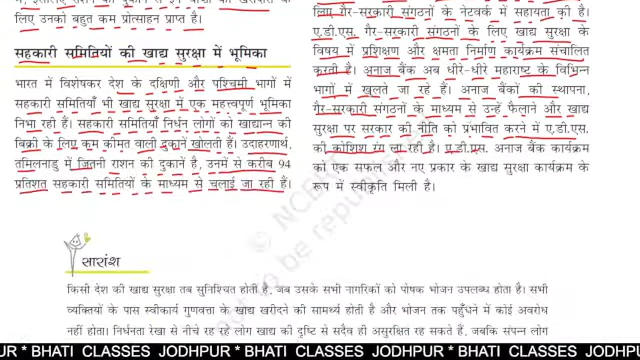 उनको बहुत कम प्रोत्साहन प्राप्त है।
सहकारी समितियों की खाद्य सुरक्षा में भूमिका
भारत में विशेषकर देश के दक्षिणी और पश्चिमी भागों में
सहकारी समितियाँ भी खाद्य सुरक्षा में एक महत्त्वपूर्ण भूमिका
निभा रही हैं। सहकारी समितियाँ निर्धन लोगों को खाद्यान्न की
बिक्री के लिए कम कीमत वाली दुकानें खोलती हैं। उदाहरणार्थ,
तमिलनाडु में जितनी राशन की दुकानें हैं, उनमें से करीब 94
प्रतिशत सहकारी समितियों के माध्यम से चलाई जा रही हैं।
लिए गैर-सरकारी संगठनों के नेटवर्क में सहायता की है।
ए.डी.एस. गैर-सरकारी संगठनों के लिए खाद्य सुरक्षा के
विषय में प्रशिक्षण और क्षमता निर्माण कार्यक्रम संचालित
करती है। अनाज बैंक अब धीरे-धीरे महाराष्ट्र के विभिन्न
भागों में खुलते जा रहे हैं। अनाज बैंकों की स्थापना,
गैर-सरकारी संगठनों के माध्यम से उन्हें फैलाने और खाद्य
सुरक्षा पर सरकार की नीति को प्रभावित करने में ए.डी.एस.
की कोशिश रंग ला रही है। ए.डी.एस. अनाज बैंक कार्यक्रम
को एक सफल और नए प्रकार के खाद्य सुरक्षा कार्यक्रम के
रूप में स्वीकृति मिली है।
सारांश
किसी देश की खाद्य सुरक्षा तब सुनिश्चित होती है, जब उसके सभी नागरिकों को पोषक भोजन उपलब्ध होता है। सभी
व्यक्तियों के पास स्वीकार्य गुणवत्ता के खाद्य खरीदने की सामर्थ्य होती है और भोजन तक पहुँचने में कोई अवरोध
नहीं होता। निर्धनता रेखा से नीचे रह रहे लोग खाद्य की दृष्टि से सदैव ही असुरक्षित रह सकते हैं, जबकि संपन्न लोग
PUR * BHATI CLASSES JODHPUR * BHATI CLASSES JODHPUR * BHATI CLASSES JODHPUR * BHA